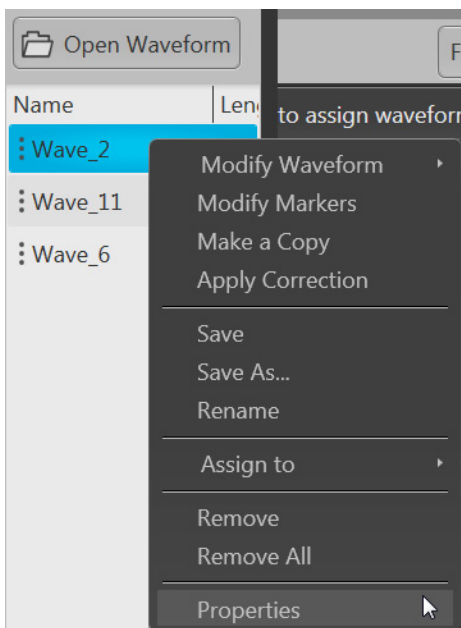 Open Waveform
F
Name Len
to assign wavefor
Wave_2
Wave_11
Wave_6
Modify Waveform
Modify Markers
Make a Copy
Apply Correction
Save
Save As...
Rename
Assign to
Remove
Remove All
Properties